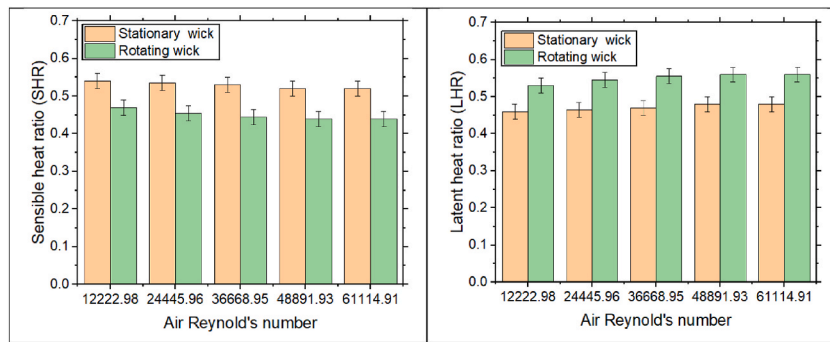 0.7
0.6
0.5
0.4
0.3
0.2
0.1
0.0
Sensible heat ratio (SHR)
Stationary wick
Rotating wick
12222.98 24445.96 36668.95 48891.93 61114.91
Air Reynold's number
0.7
0.6
0.5
0.4
0.3
0.2
0.1
0.0
Latent heat ratio (LHR)
Stationary wick
Rotating wick
12222.98 24445.96 36668.95 48891.93 61114.91
Air Reynold's number